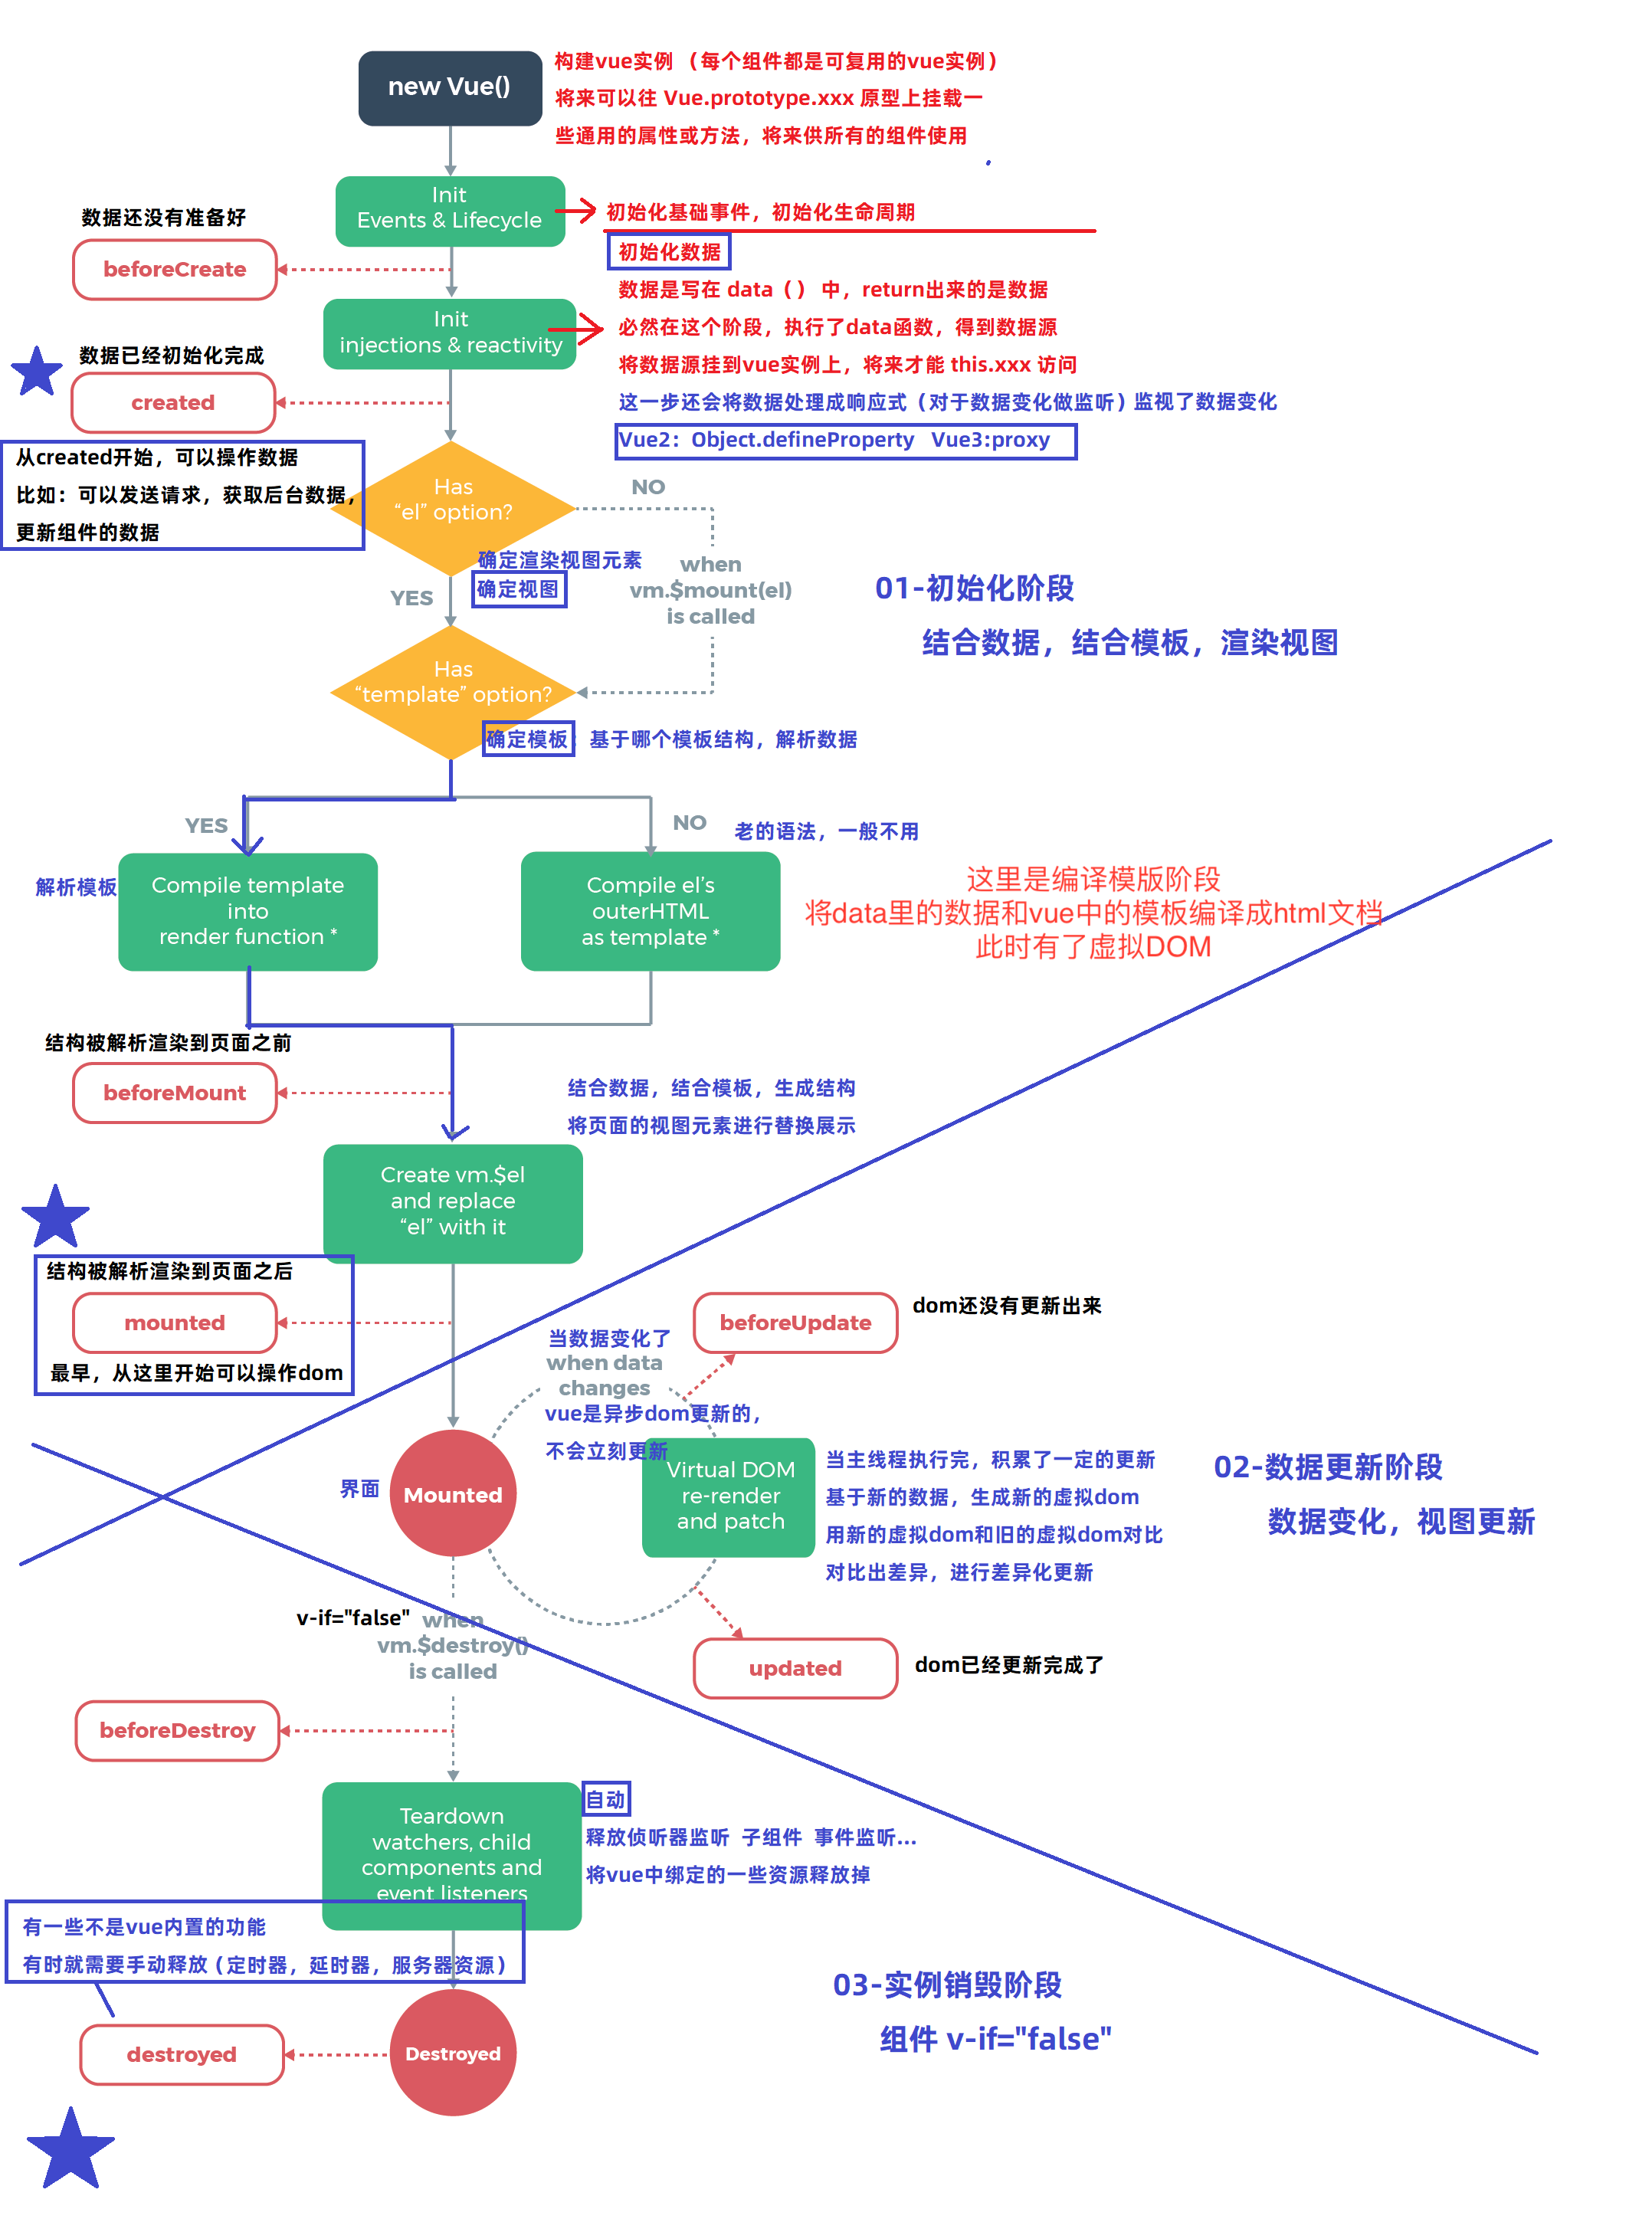 new Vue()
构建vue实例 （每个组件都是可复用的vue实例）
将来可以往 Vue.prototype.xxx 原型上挂载一
些通用的属性或方法，将来供所有的组件使用
Init
Events & Lifecycle
初始化基础事件，初始化生命周期
数据还没有准备好
beforeCreate
初始化数据
数据是写在 data（） 中，return出来的是数据
必然在这个阶段，执行了data函数，得到数据源
将数据源挂到vue实例上，将来才能 this.xxx 访问
这一步还会将数据处理成响应式（对于数据变化做监听）监视了数据变化
Vue2：Object.defineProperty Vue3:proxy
Init
injections & reactivity
数据已经初始化完成
created
从created开始，可以操作数据
比如：可以发送请求，获取后台数据，
更新组件的数据
Has
“el” option?
NO
确定渲染视图元素
确定视图
YES
when
vm.$mount(el)
is called
01-初始化阶段
结合数据，结合模板，渲染视图
Has
“template” option?
确定模板：基于哪个模板结构，解析数据
YES
NO
老的语法，一般不用
解析模板
Compile template
into
render function *
Compile el’s
outerHTML
as template *
这里是编译模版阶段
将data里的数据和vue中的模板编译成html文档
此时有了虚拟DOM
结构被解析渲染到页面之前
beforeMount
结合数据，结合模板，生成结构
将页面的视图元素进行替换展示
Create vm.$el
and replace
“el” with it
结构被解析渲染到页面之后
mounted
最早，从这里开始可以操作dom
beforeUpdate
dom还没有更新出来
当数据变化了
when data
changes
vue是异步dom更新的，
不会立刻更新
界面
Mounted
Virtual DOM
re-render
and patch
当主线程执行完，积累了一定的更新
基于新的数据，生成新的虚拟dom
用新的虚拟dom和旧的虚拟dom对比
对比出差异，进行差异化更新
02-数据更新阶段
数据变化，视图更新
v-if="false"
when
vm.$destroy()
is called
updated
dom已经更新完成了
beforeDestroy
Teardown
watchers, child
components and
event listeners
自动
释放侦听器监听 子组件 事件监听...
将vue中绑定的一些资源释放掉
有一些不是vue内置的功能
有时就需要手动释放（定时器，延时器，服务器资源）
03-实例销毁阶段
组件 v-if="false"
destroyed
Destroyed